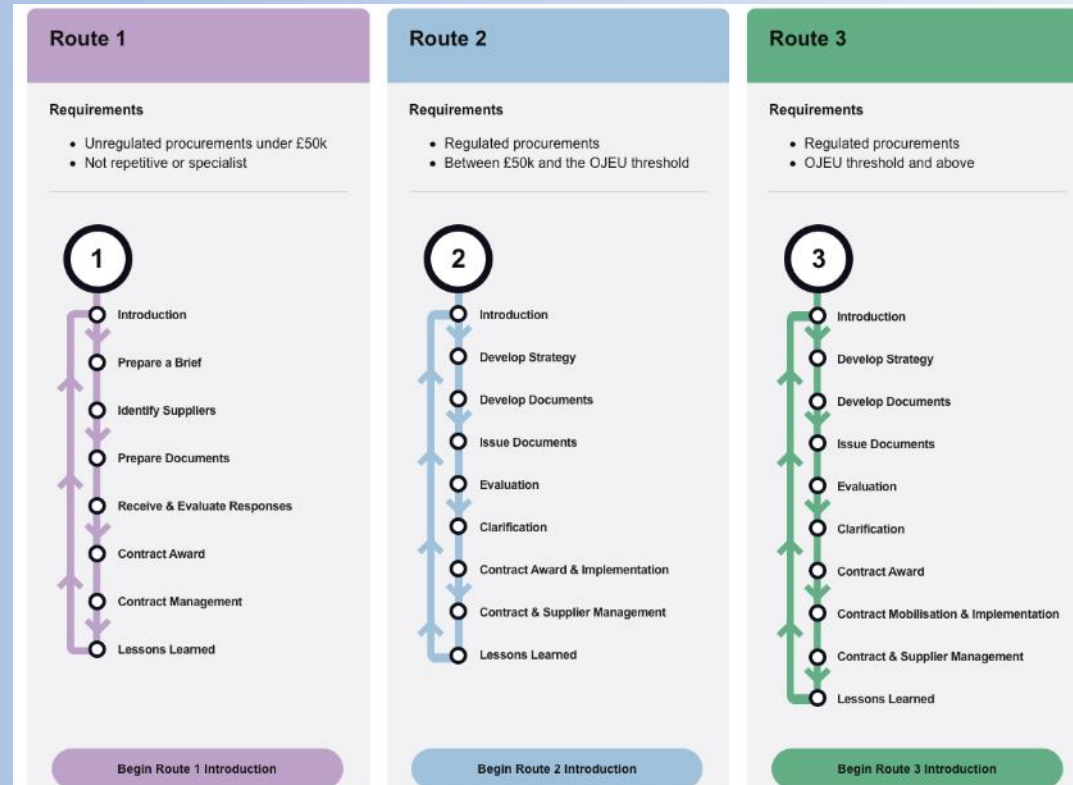 Route 1
Requirements
• Unregulated procurements under £50k
• Not repetitive or specialist
1
Introduction
Prepare a Brief
Identify Suppliers
Prepare Documents
Receive & Evaluate Responses
Contract Award
Contract Management
Lessons Learned
Begin Route 1 Introduction
Route 2
Requirements
• Regulated procurements
• Between £50k and the OJEU threshold
2
Introduction
Develop Strategy
Develop Documents
Issue Documents
Evaluation
Clarification
Contract Award & Implementation
Contract & Supplier Management
Lessons Learned
Begin Route 2 Introduction
Route 3
Requirements
• Regulated procurements
• OJEU threshold and above
3
Introduction
Develop Strategy
Develop Documents
Issue Documents
Evaluation
Clarification
Contract Award
Contract Mobilisation & Implementation
Contract & Supplier Management
Lessons Learned
Begin Route 3 Introduction